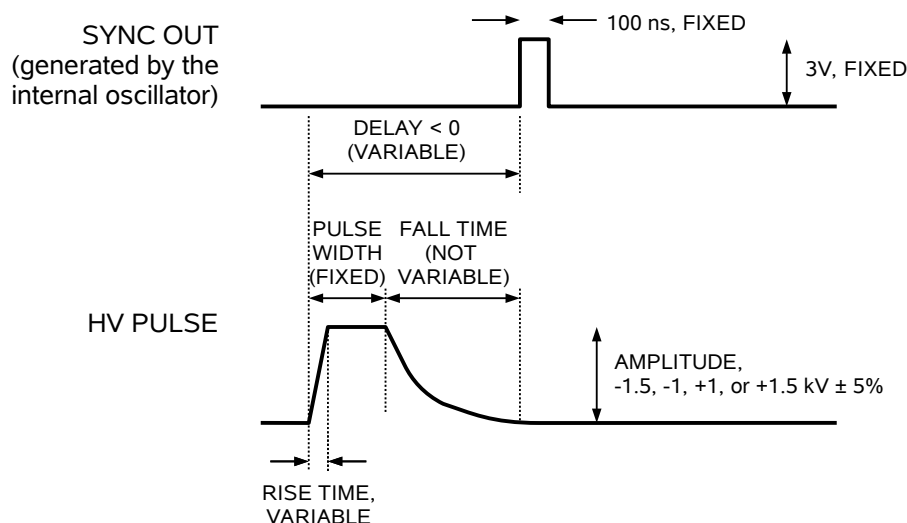 SYNC OUT
(generated by the
internal oscillator)
100 ns, FIXED
3V, FIXED
DELAY < 0
(VARIABLE)
PULSE
WIDTH
(FIXED)
FALL TIME
(NOT
VARIABLE)
HV PULSE
AMPLITUDE,
-1.5, -1, +1, or +1.5 kV ± 5%
RISE TIME,
VARIABLE